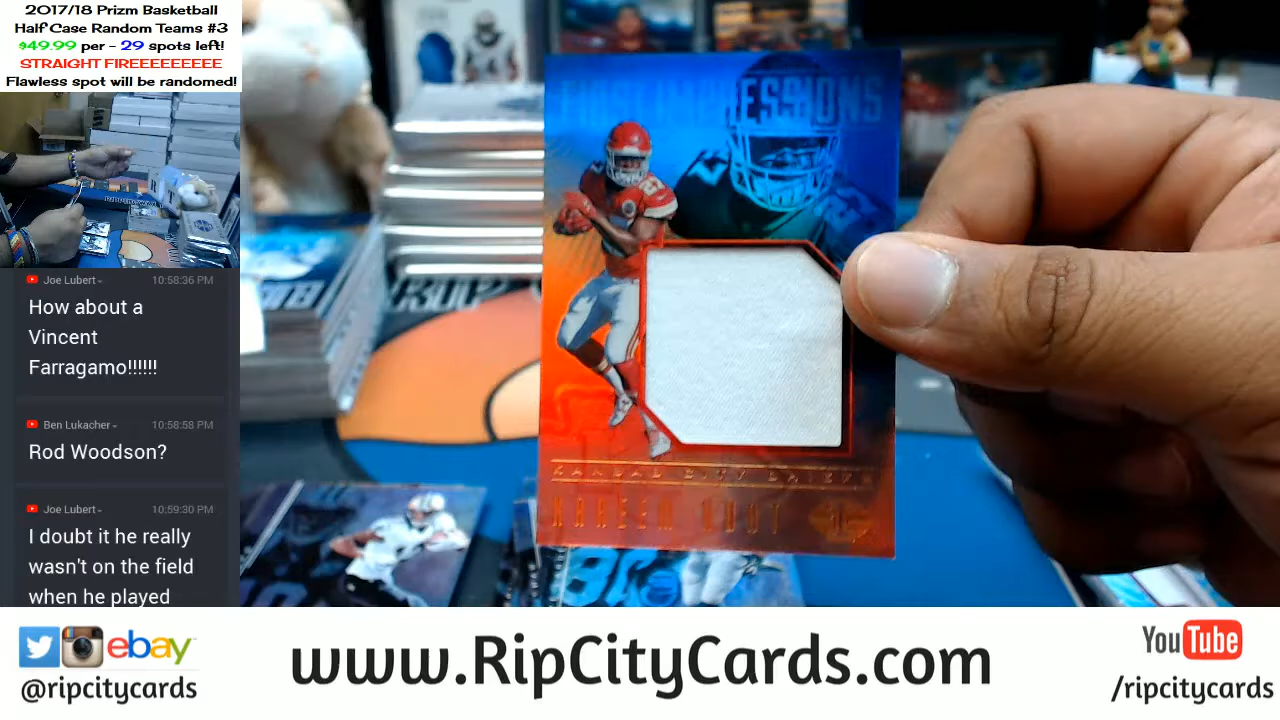 2017/18 Prizm Basketball
Half Case Random Teams #3
$49.99 per - 29 spots left!
STRAIGHT FIREEEEEEEEE
Flawless spot will be randomed!
Joe Lubert 10:58:36 PM
How about a
Vincent
Farragamo!!!!!!
Ben Lukacher 10:58:58 PM
Rod Woodson?
Joe Lubert 10:59:30 PM
I doubt it he really
wasn't on the field
when he played
FIRST IMPRESSIONS
27
KANSAS CITY CHIEFS
KAREEM HUNT
ebay
@ripcitycards
www.RipCityCards.com
YouTube
/ripcitycards